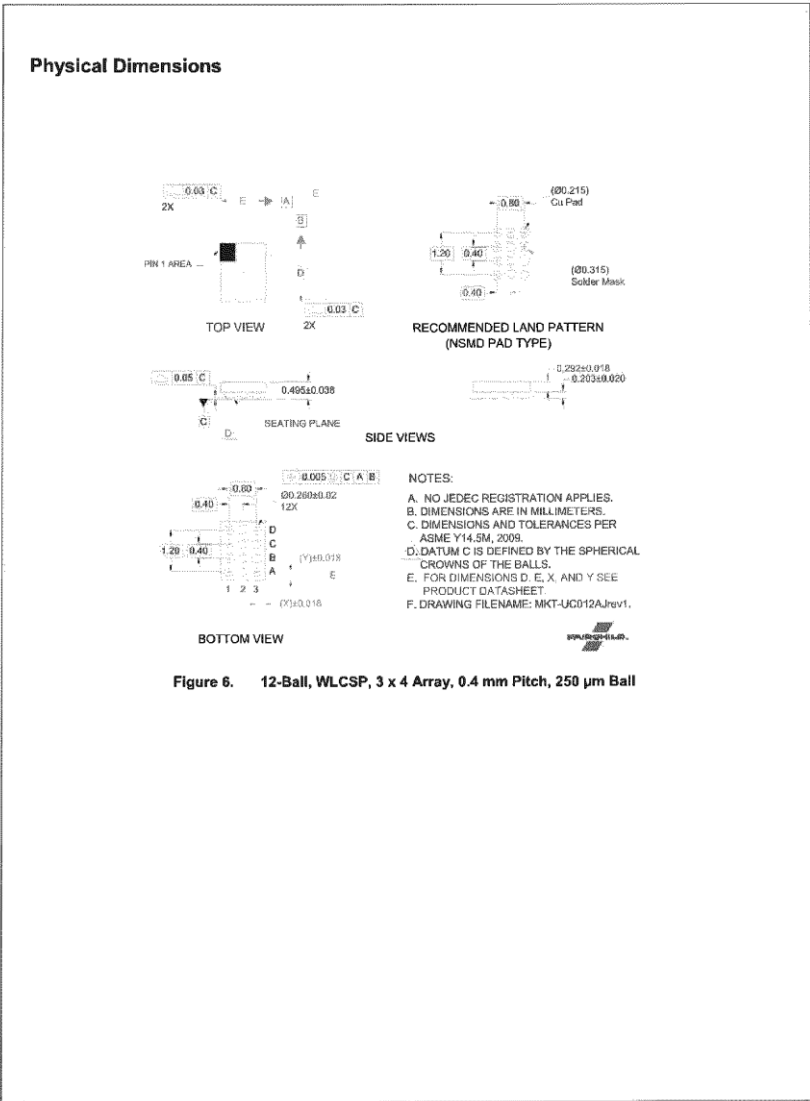 Physical Dimensions
0.03 C
2X
E
A
E
B
PIN 1 AREA
D
0.03 C
2X
TOP VIEW
(Ø0.215)
Cu Pad
0.80
1.20
0.40
(Ø0.315)
Solder Mask
0.40
RECOMMENDED LAND PATTERN
(NSMD PAD TYPE)
0.05 C
0.495±0.038
C
D
SEATING PLANE
0.292±0.018
0.203±0.020
SIDE VIEWS
0.005 C A B
0.80
Ø0.260±0.02
12X
0.40
D
C
B
A
1.20
0.40
(Y)±0.018
E
1 2 3
(X)±0.018
BOTTOM VIEW
NOTES:
A. NO JEDEC REGISTRATION APPLIES.
B. DIMENSIONS ARE IN MILLIMETERS.
C. DIMENSIONS AND TOLERANCES PER
ASME Y14.5M, 2009.
D. DATUM C IS DEFINED BY THE SPHERICAL
CROWNS OF THE BALLS.
E. FOR DIMENSIONS D, E, X, AND Y SEE
PRODUCT DATASHEET.
F. DRAWING FILENAME: MKT-UC012AJrev1.
FAIRCHILD.
Figure 6. 12-Ball, WLCSP, 3 x 4 Array, 0.4 mm Pitch, 250 µm Ball